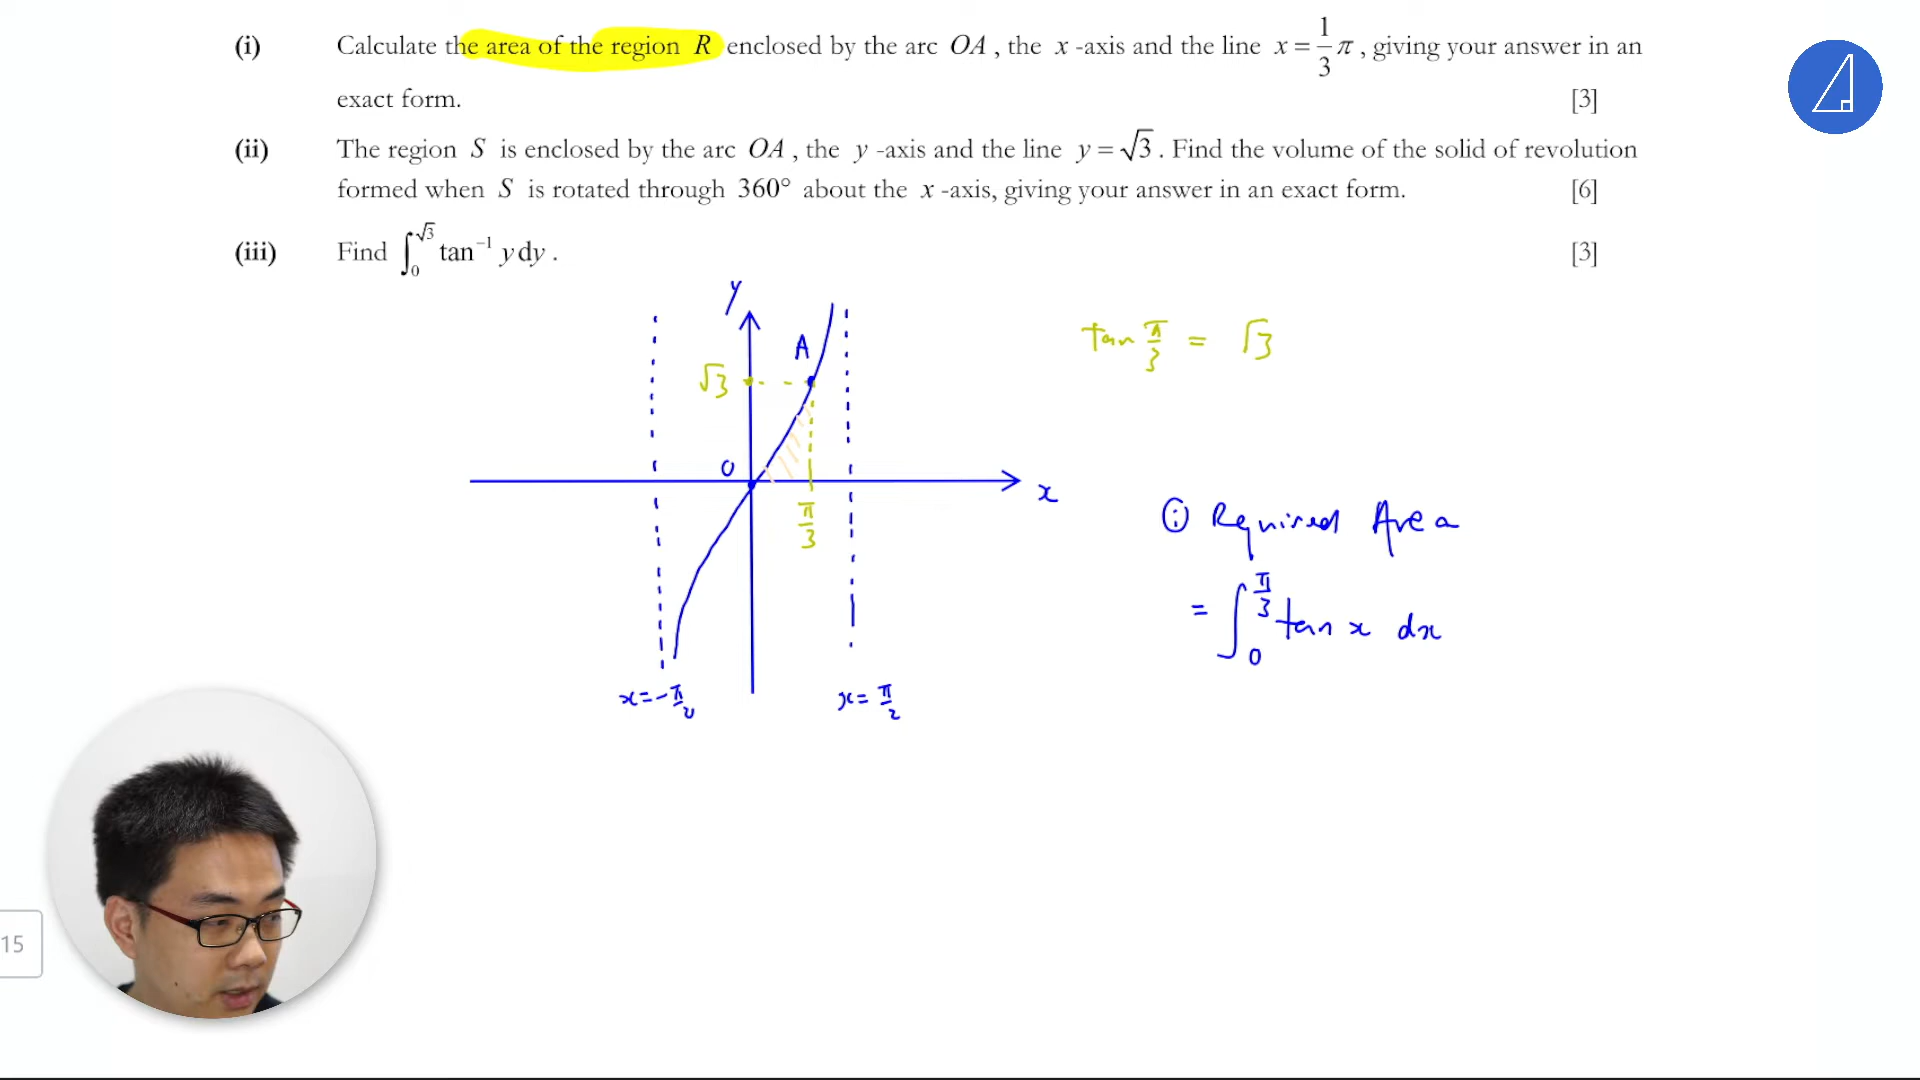 (i) Calculate the area of the region R enclosed by the arc OA, the x-axis and the line x = 1/3 π, giving your answer in an
exact form. [3]
(ii) The region S is enclosed by the arc OA, the y-axis and the line y = √3. Find the volume of the solid of revolution
formed when S is rotated through 360° about the x-axis, giving your answer in an exact form. [6]
(iii) Find ∫₀^√3 tan⁻¹ y dy. [3]
y
A
√3
O
x
π/3
x = -π/2
x = π/2
tan π/3 = √3
(i) Required Area
= ∫₀^(π/3) tan x dx
15